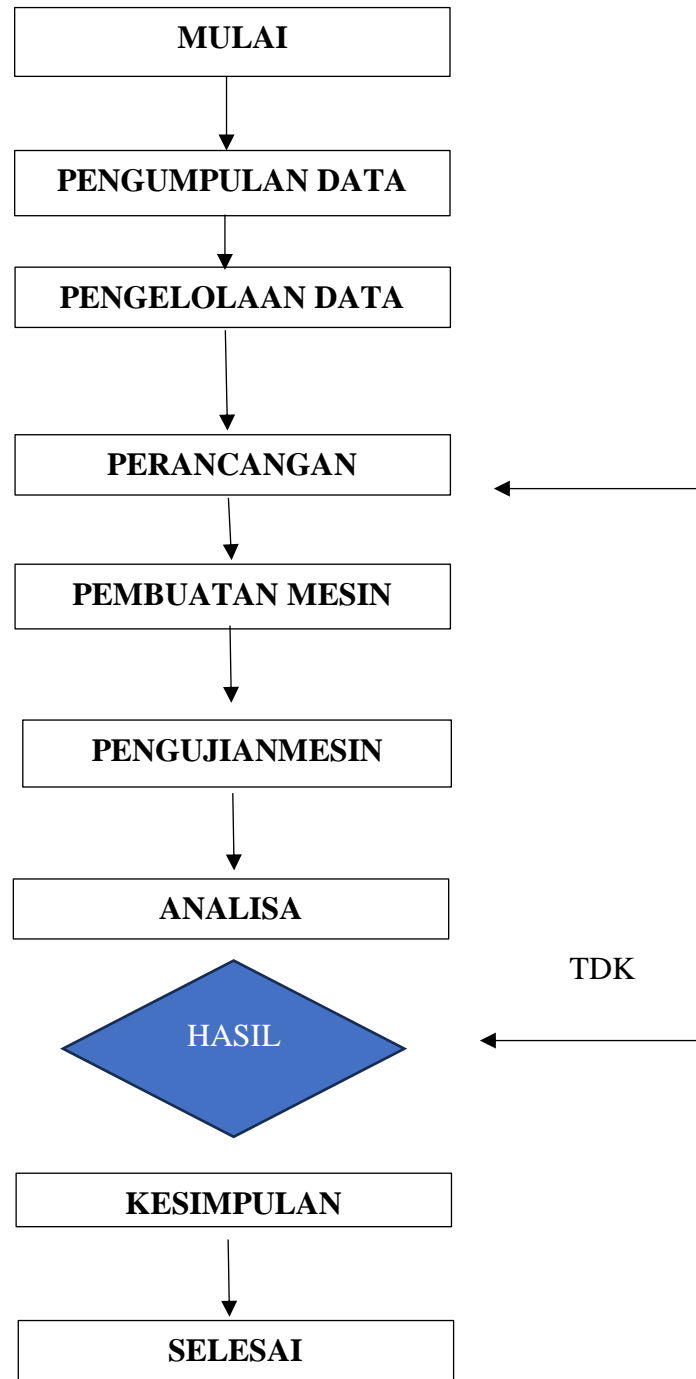 MULAI
PENGUMPULAN DATA
PENGELOLAAN DATA
PERANCANGAN
PEMBUATAN MESIN
PENGUJIANMESIN
ANALISA
TDK
HASIL
KESIMPULAN
SELESAI